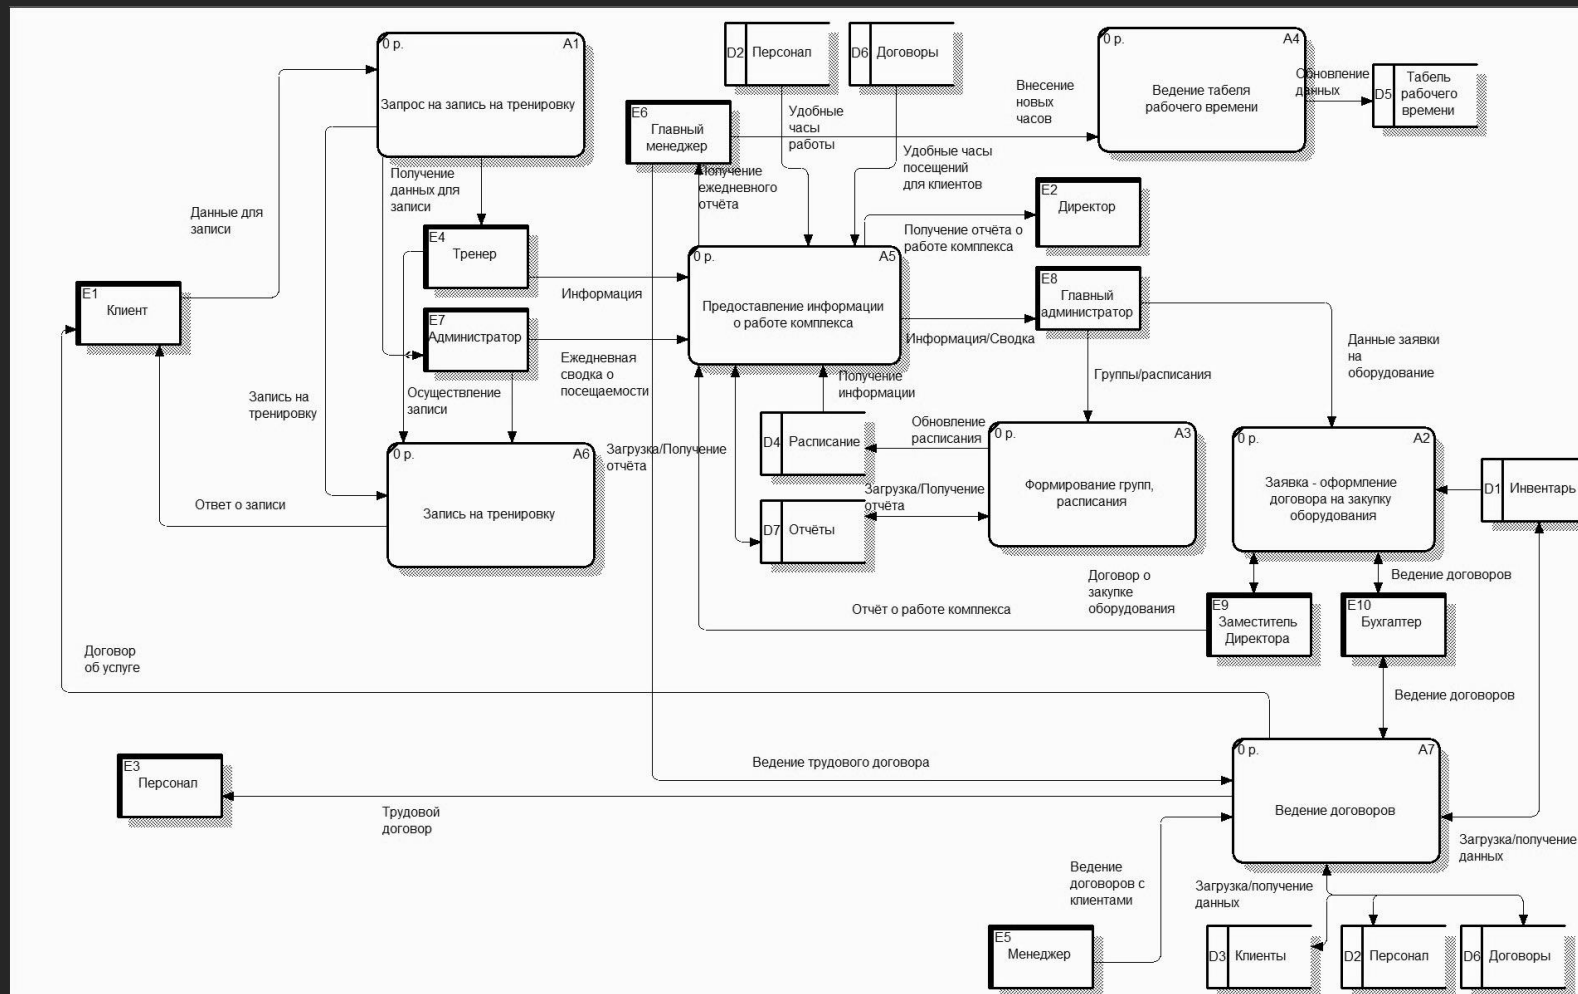 0 р.
A1
Запрос на запись на тренировку
D2
Персонал
D6
Договоры
0 р.
A4
Ведение табеля
рабочего времени
Обновление
данных
D5
Табель
рабочего
времени
E6
Главный
менеджер
Внесение
новых
часов
Удобные
часы
работы
Удобные часы
посещений
для клиентов
Получение
ежедневного
отчёта
Получение
данных для
записи
Данные для
записи
E2
Директор
Получение отчёта о
работе комплекса
E4
Тренер
Информация
0 р.
A5
Предоставление информации
о работе комплекса
E8
Главный
администратор
Информация/Сводка
E1
Клиент
E7
Администратор
Ежедневная
сводка о
посещаемости
Осуществление
записи
Запись на
тренировку
Получение
информации
Группы/расписания
Данные заявки
на
оборудование
D4
Расписание
Обновление
расписания
0 р.
A3
Формирование групп,
расписания
0 р.
A2
Заявка - оформление
договора на закупку
оборудования
D1
Инвентарь
0 р.
A6
Запись на тренировку
Загрузка/Получение
отчёта
Загрузка/Получение
отчёта
D7
Отчёты
Ответ о записи
Договор о
закупке
оборудования
Ведение договоров
E9
Заместитель
Директора
E10
Бухгалтер
Отчёт о работе комплекса
Договор
об услуге
Ведение договоров
E3
Персонал
Ведение трудового договора
Трудовой
договор
0 р.
A7
Ведение договоров
Загрузка/получение
данных
Ведение
договоров с
клиентами
Загрузка/получение
данных
E5
Менеджер
D3
Клиенты
D2
Персонал
D6
Договоры